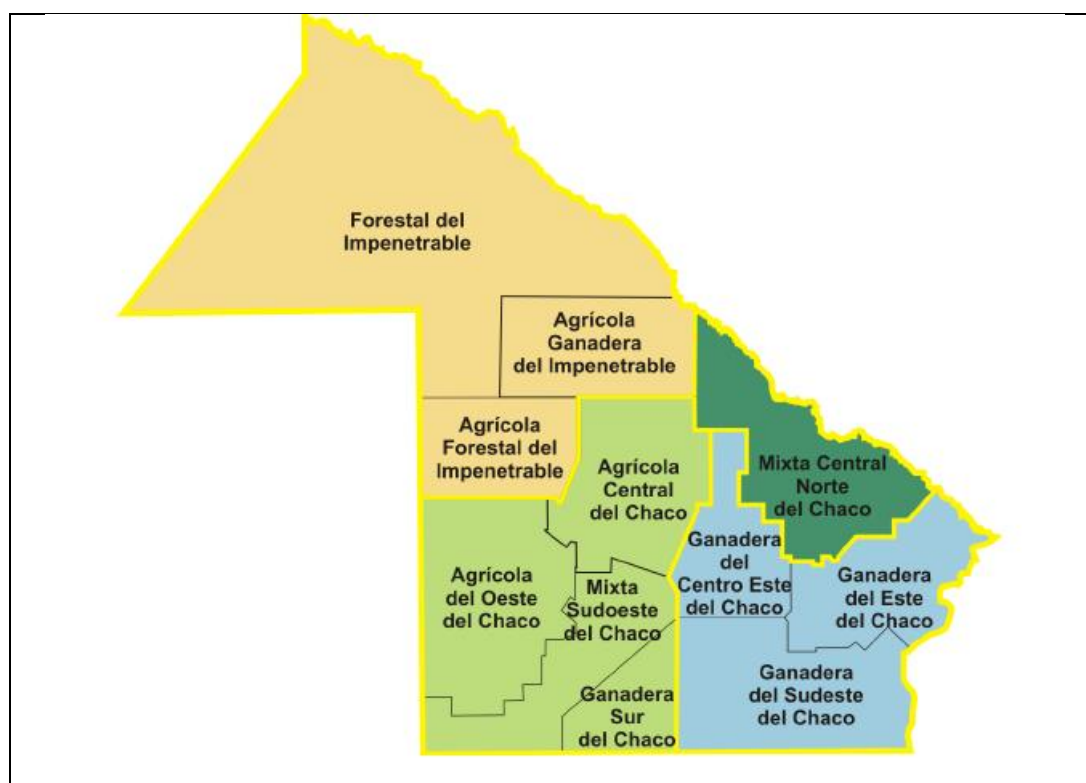 Forestal del
Impenetrable
Agrícola
Ganadera
del Impenetrable
Agrícola
Forestal del
Impenetrable
Agrícola
Central
del Chaco
Mixta Central
Norte
del Chaco
Ganadera
del
Centro Este
del Chaco
Ganadera
del Este
del Chaco
Agrícola
del Oeste
del Chaco
Mixta
Sudoeste
del Chaco
Ganadera
Sur
del Chaco
Ganadera
del Sudeste
del Chaco